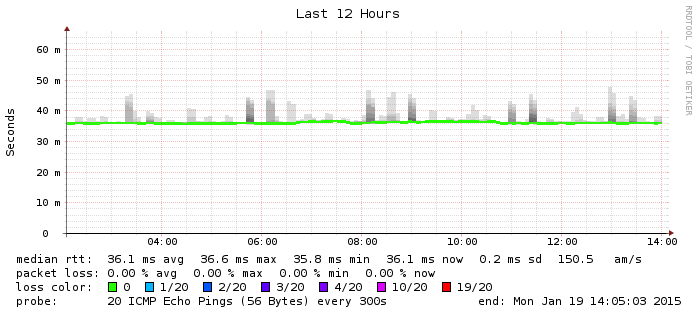 Last 12 Hours
RRDTOOL / TOBI OETIKER
Seconds
60 m
50 m
40 m
30 m
20 m
10 m
0
04:00 06:00 08:00 10:00 12:00 14:00
median rtt: 36.1 ms avg 36.6 ms max 35.8 ms min 36.1 ms now 0.2 ms sd 150.5 am/s
packet loss: 0.00 % avg 0.00 % max 0.00 % min 0.00 % now
loss color: 0 1/20 2/20 3/20 4/20 10/20 19/20
probe: 20 ICMP Echo Pings (56 Bytes) every 300s end: Mon Jan 19 14:05:03 2015